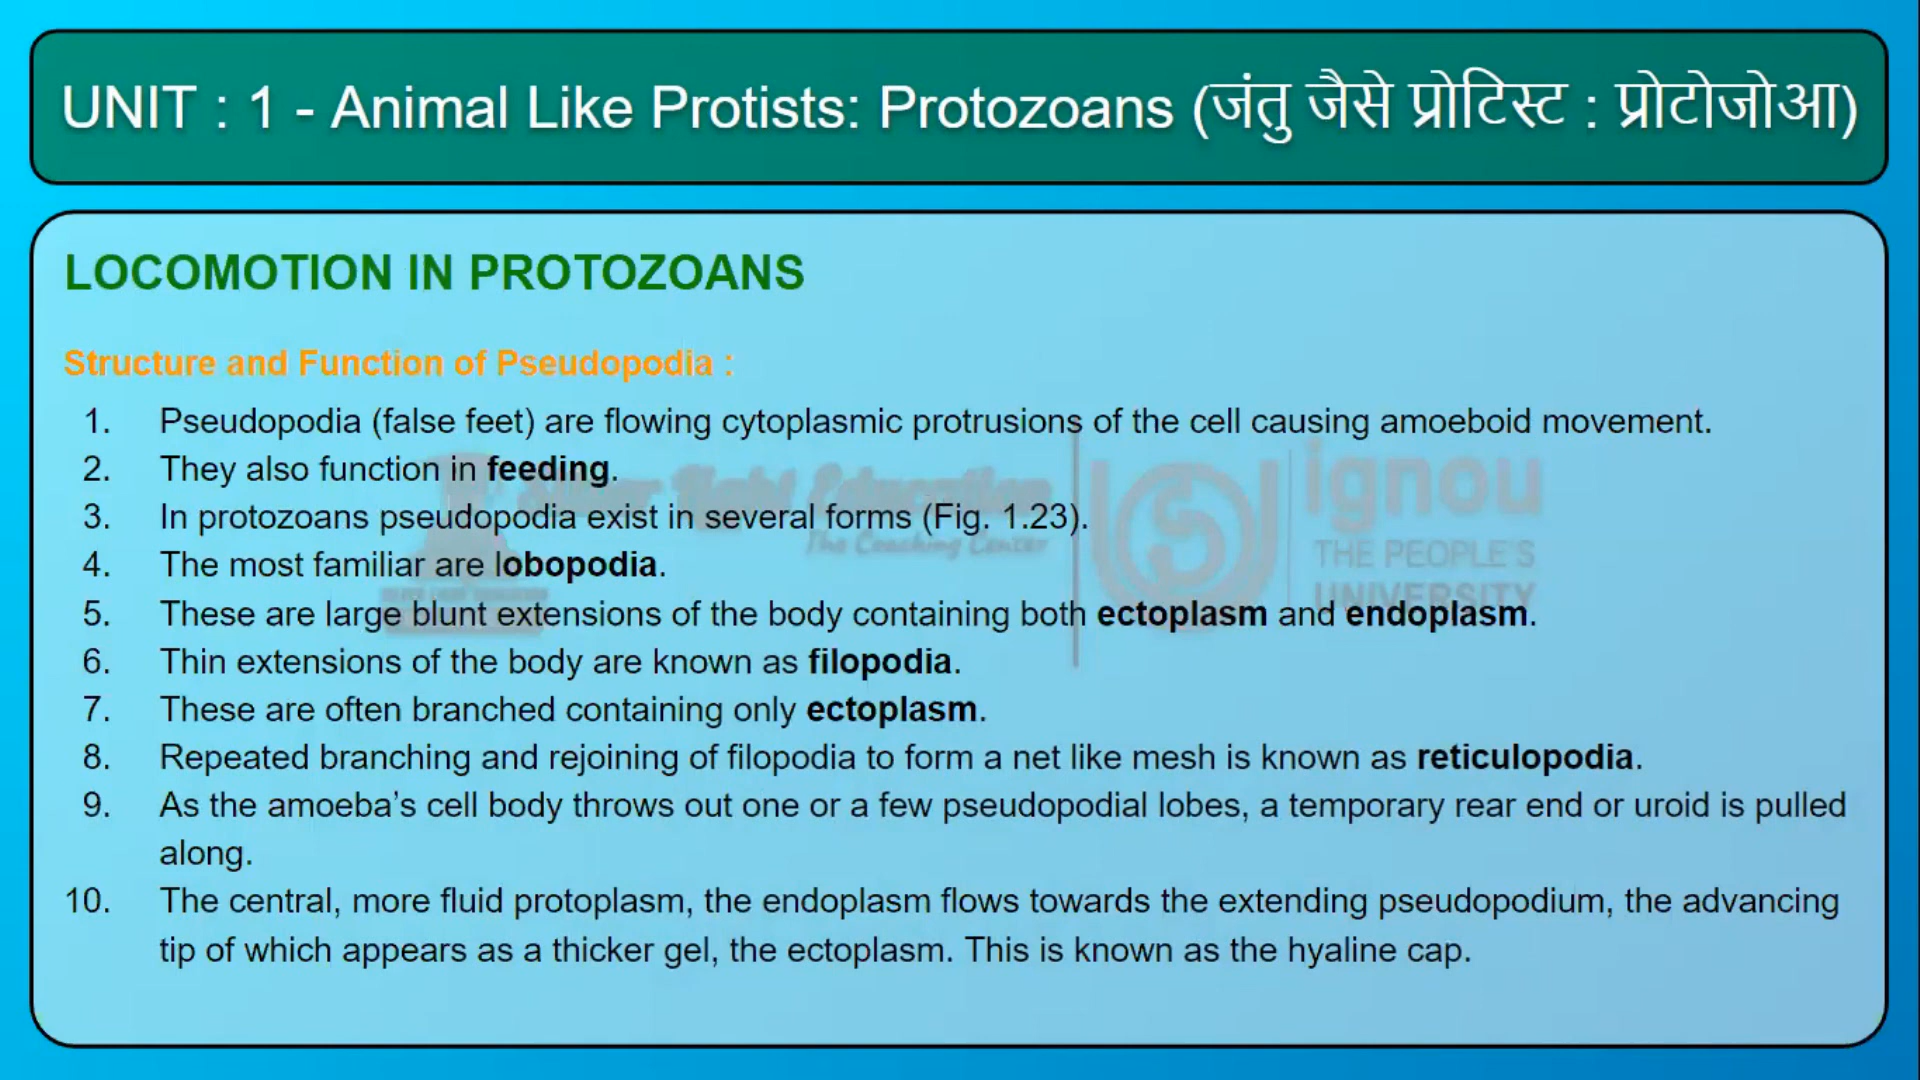 UNIT : 1 - Animal Like Protists: Protozoans (जंतु जैसे प्रोटिस्ट : प्रोटोजोआ)
LOCOMOTION IN PROTOZOANS
Structure and Function of Pseudopodia :
1. Pseudopodia (false feet) are flowing cytoplasmic protrusions of the cell causing amoeboid movement.
2. They also function in feeding.
3. In protozoans pseudopodia exist in several forms (Fig. 1.23).
4. The most familiar are lobopodia.
5. These are large blunt extensions of the body containing both ectoplasm and endoplasm.
6. Thin extensions of the body are known as filopodia.
7. These are often branched containing only ectoplasm.
8. Repeated branching and rejoining of filopodia to form a net like mesh is known as reticulopodia.
9. As the amoeba’s cell body throws out one or a few pseudopodial lobes, a temporary rear end or uroid is pulled
along.
10. The central, more fluid protoplasm, the endoplasm flows towards the extending pseudopodium, the advancing
tip of which appears as a thicker gel, the ectoplasm. This is known as the hyaline cap.
Education
The Coaching Center
ignou
THE PEOPLE'S
UNIVERSITY